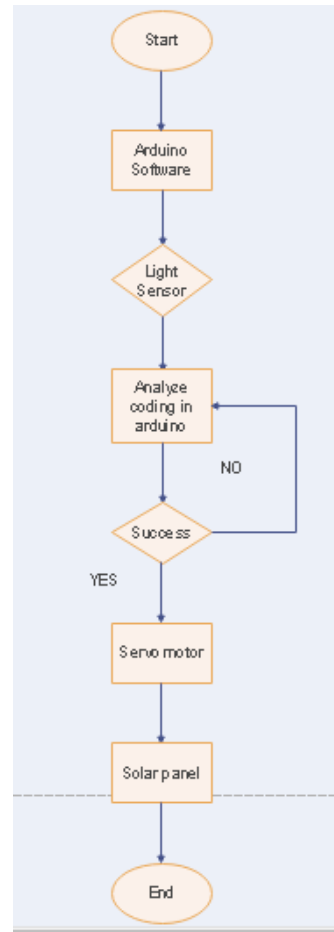 Start
Arduino
Software
Light
Sensor
Analyze
coding in
arduino
NO
Success
YES
Servo motor
Solar panel
End